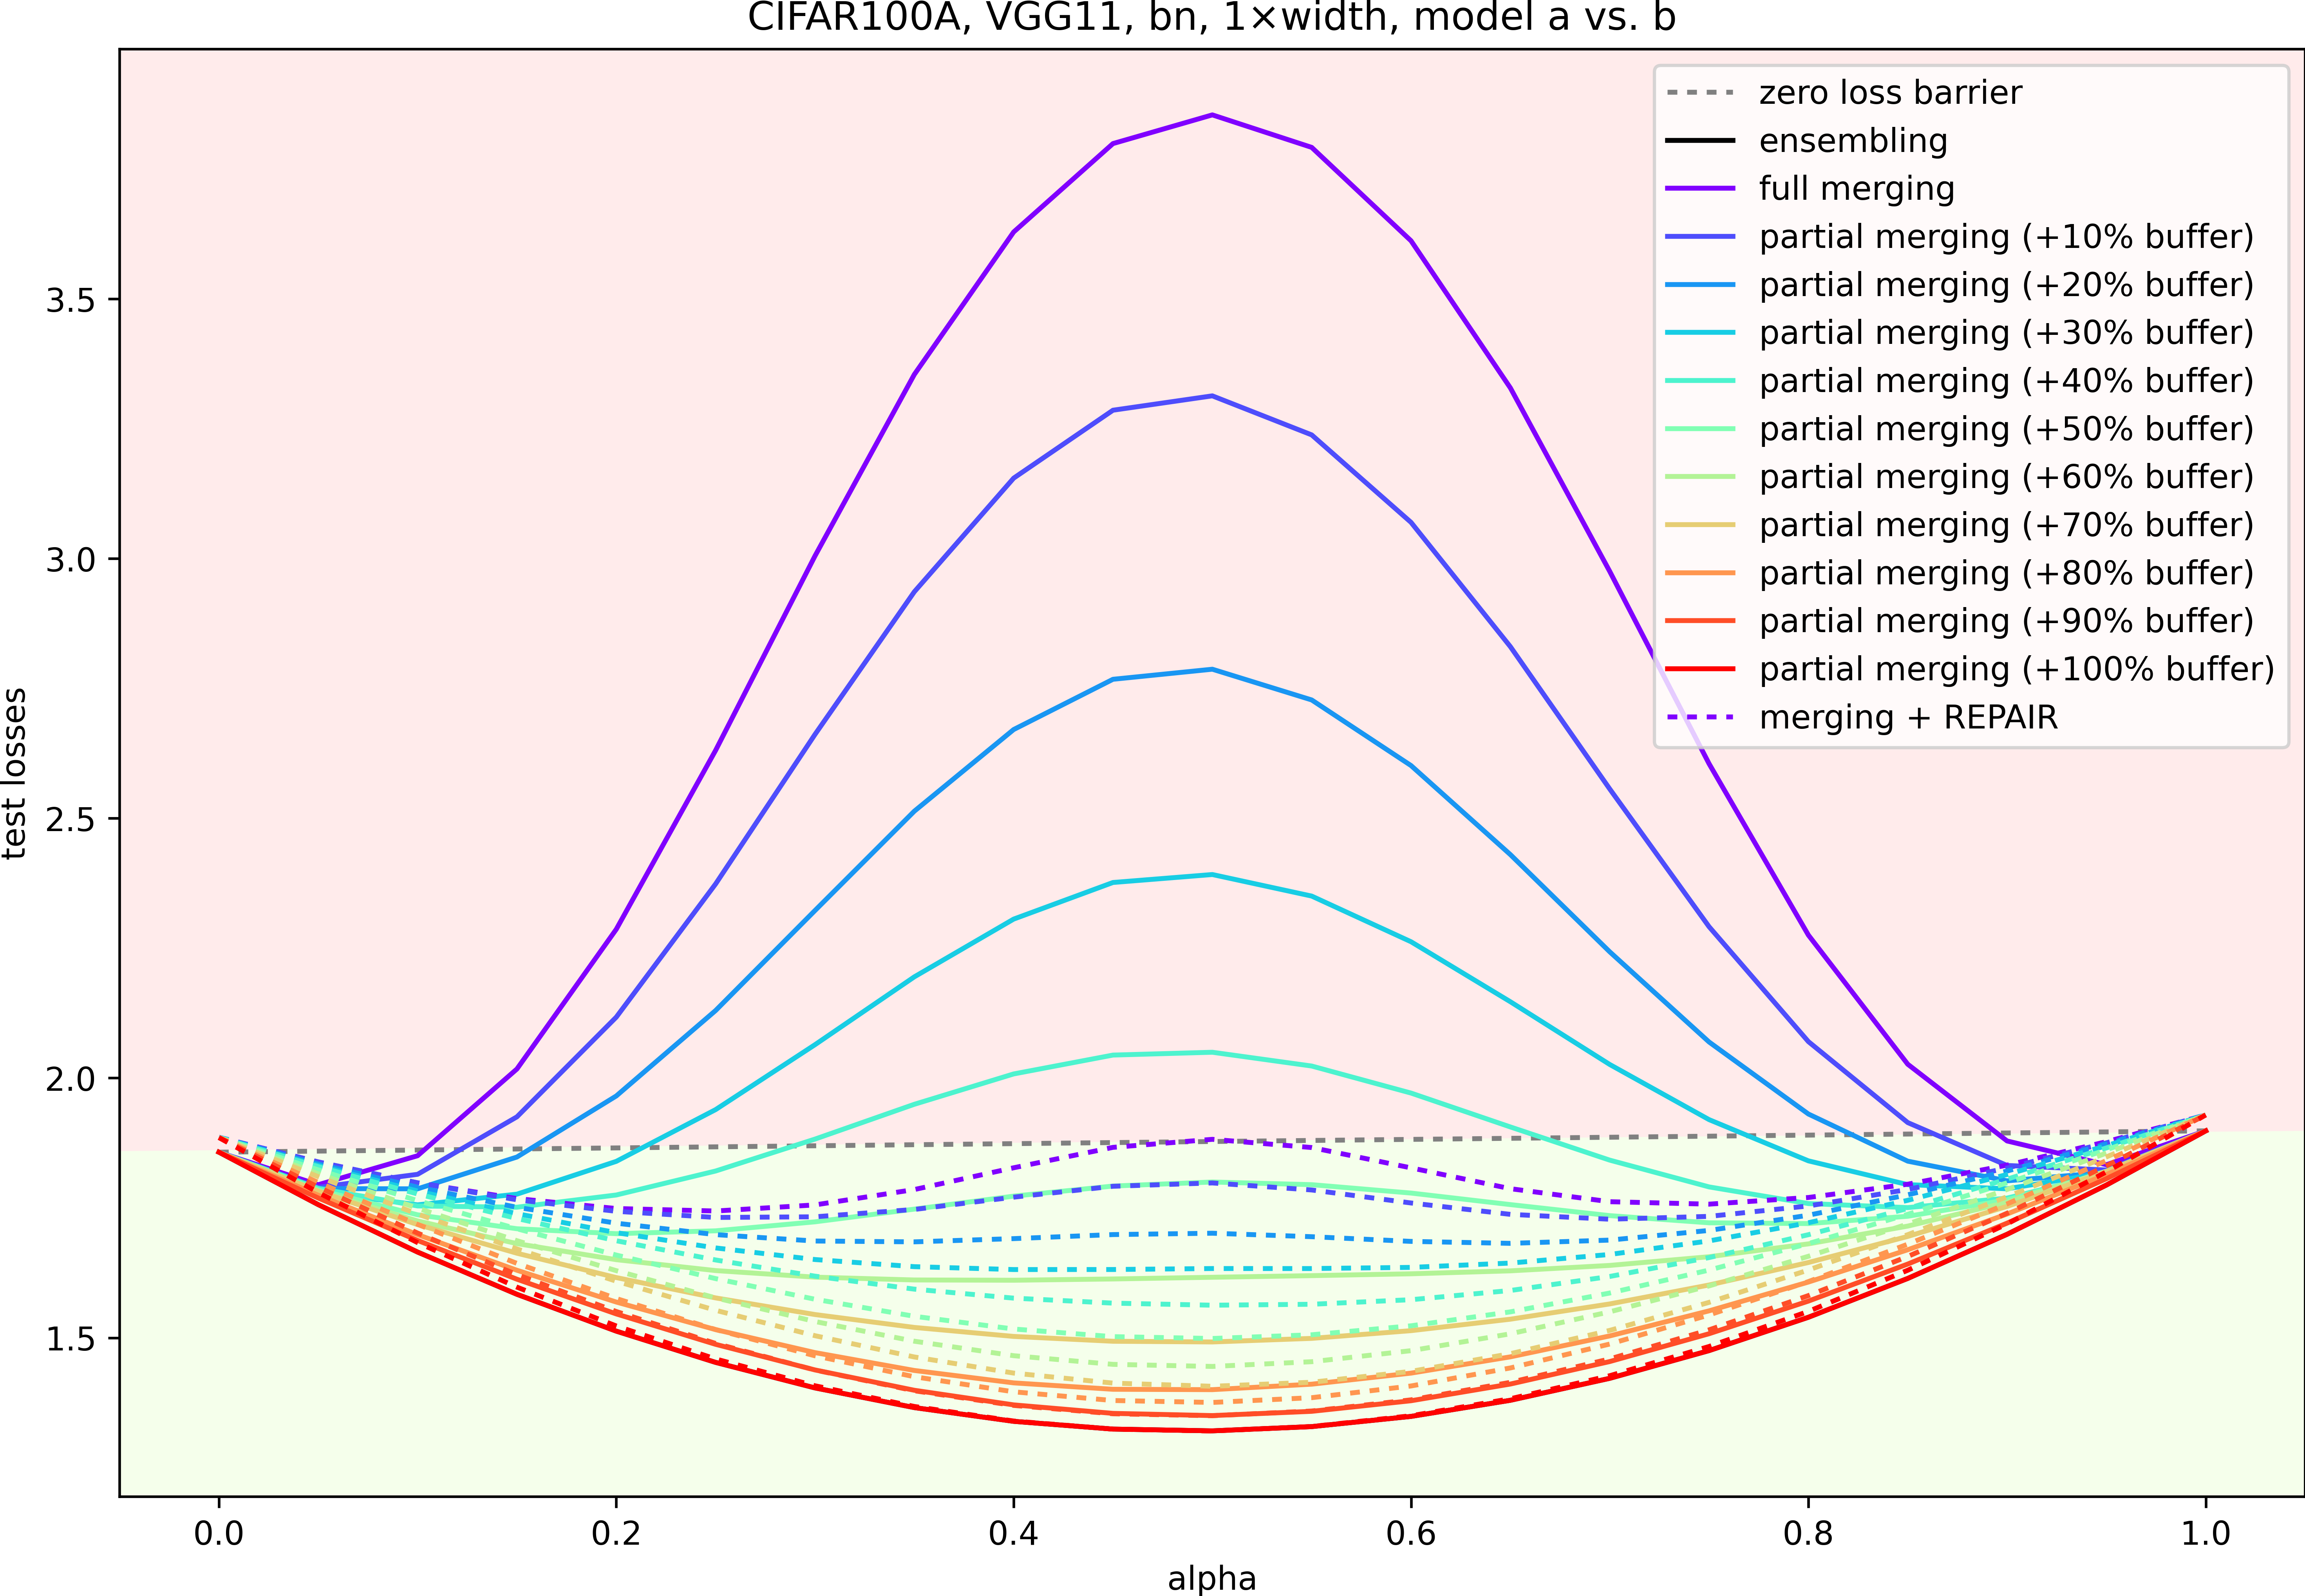 CIFAR100A, VGG11, bn, 1×width, model a vs. b
zero loss barrier
ensembling
full merging
partial merging (+10% buffer)
partial merging (+20% buffer)
partial merging (+30% buffer)
partial merging (+40% buffer)
partial merging (+50% buffer)
partial merging (+60% buffer)
partial merging (+70% buffer)
partial merging (+80% buffer)
partial merging (+90% buffer)
partial merging (+100% buffer)
merging + REPAIR
test losses
3.5
3.0
2.5
2.0
1.5
0.0 0.2 0.4 0.6 0.8 1.0
alpha